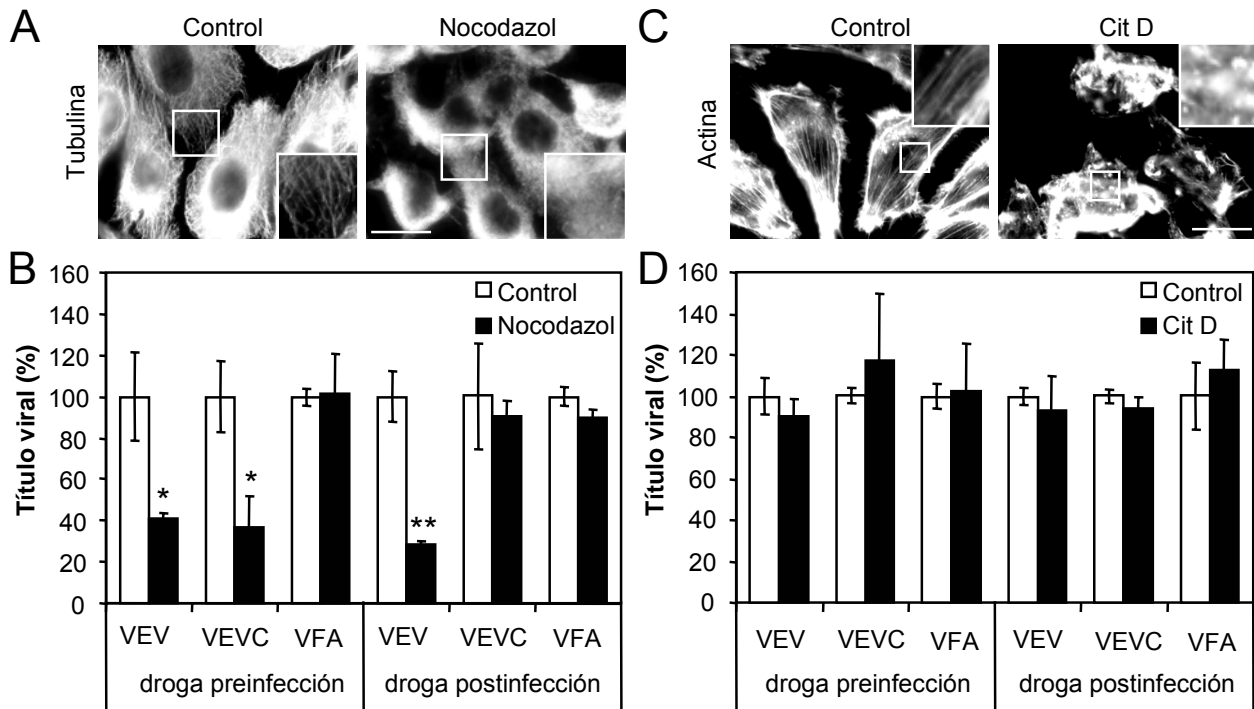 A
Control
Nocodazol
Tubulina
B
160
140
120
100
80
60
40
20
0
Título viral (%)
Control
Nocodazol
*
*
**
VEV
VEVC
VFA
VEV
VEVC
VFA
droga preinfección
droga postinfección
C
Control
Cit D
Actina
D
160
140
120
100
80
60
40
20
0
Título viral (%)
Control
Cit D
VEV
VEVC
VFA
VEV
VEVC
VFA
droga preinfección
droga postinfección